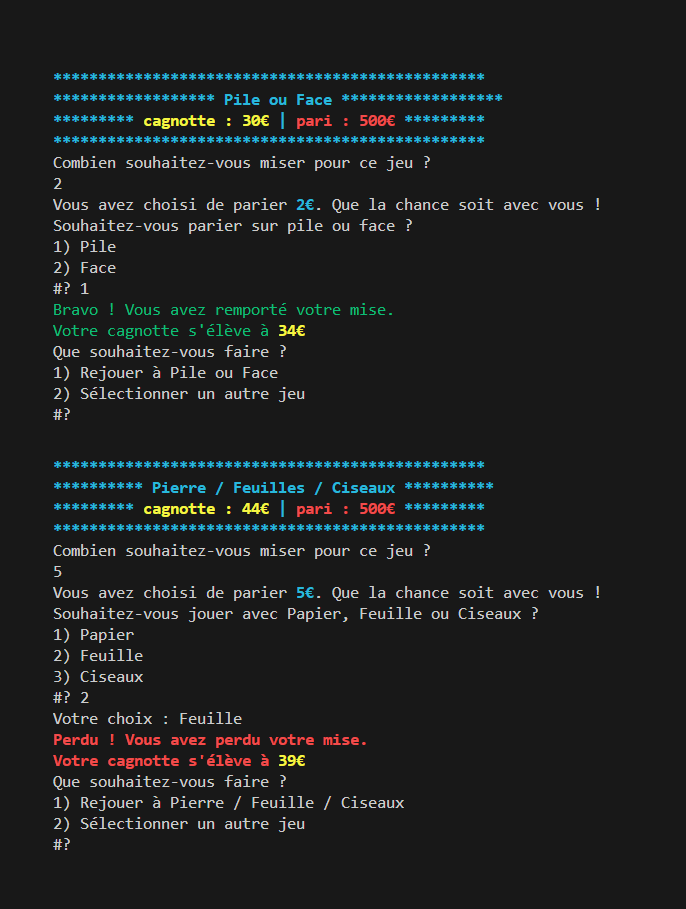 ************************************************
****************** Pile ou Face ******************
********* cagnotte : 30€ | pari : 500€ *********
************************************************
Combien souhaitez-vous miser pour ce jeu ?
2
Vous avez choisi de parier 2€. Que la chance soit avec vous !
Souhaitez-vous parier sur pile ou face ?
1) Pile
2) Face
#? 1
Bravo ! Vous avez remporté votre mise.
Votre cagnotte s'élève à 34€
Que souhaitez-vous faire ?
1) Rejouer à Pile ou Face
2) Sélectionner un autre jeu
#?
************************************************
********** Pierre / Feuilles / Ciseaux **********
********* cagnotte : 44€ | pari : 500€ *********
************************************************
Combien souhaitez-vous miser pour ce jeu ?
5
Vous avez choisi de parier 5€. Que la chance soit avec vous !
Souhaitez-vous jouer avec Papier, Feuille ou Ciseaux ?
1) Papier
2) Feuille
3) Ciseaux
#? 2
Votre choix : Feuille
Perdu ! Vous avez perdu votre mise.
Votre cagnotte s'élève à 39€
Que souhaitez-vous faire ?
1) Rejouer à Pierre / Feuille / Ciseaux
2) Sélectionner un autre jeu
#?